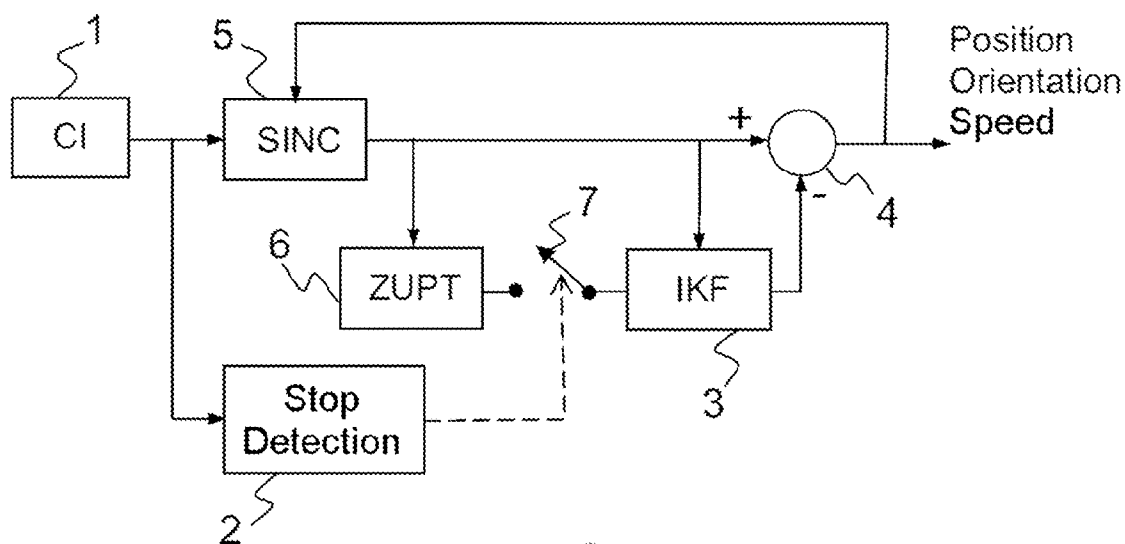 1
5
Position
Orientation
Speed
CI
SINC
+
-
4
7
6
ZUPT
IKF
3
Stop
Detection
2